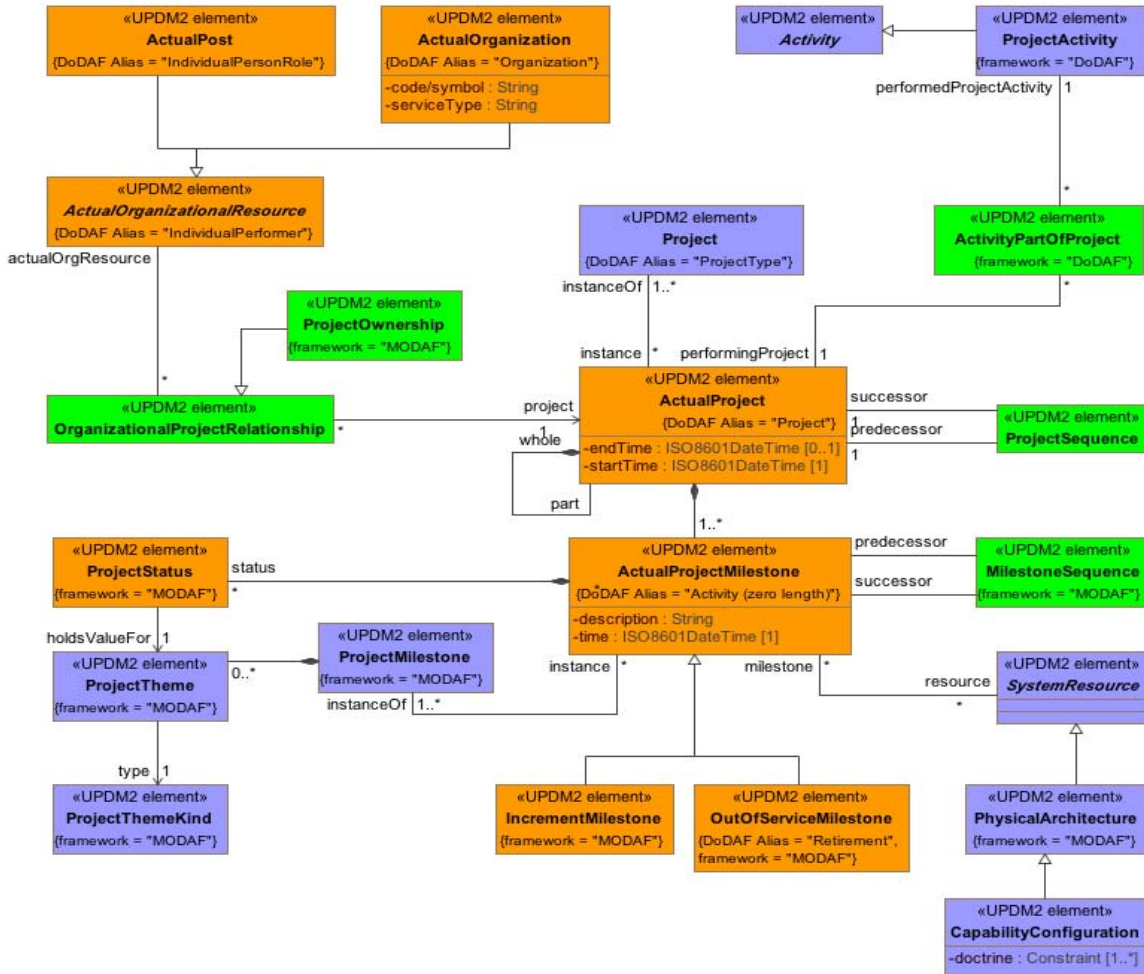 «UPDM2 element»
ActualPost
{DoDAF Alias = "IndividualPersonRole"}
«UPDM2 element»
ActualOrganization
{DoDAF Alias = "Organization"}
-code/symbol : String
-serviceType : String
«UPDM2 element»
Activity
«UPDM2 element»
ProjectActivity
{framework = "DoDAF"}
performedProjectActivity
1
*
«UPDM2 element»
ActualOrganizationalResource
{DoDAF Alias = "IndividualPerformer"}
actualOrgResource
«UPDM2 element»
Project
{DoDAF Alias = "ProjectType"}
instanceOf
1..*
«UPDM2 element»
ActivityPartOfProject
{framework = "DoDAF"}
*
«UPDM2 element»
ProjectOwnership
{framework = "MODAF"}
instance
*
performingProject
1
*
«UPDM2 element»
OrganizationalProjectRelationship
*
project
1
«UPDM2 element»
ActualProject
{DoDAF Alias = "Project"}
-endTime : ISO8601DateTime [0..1]
-startTime : ISO8601DateTime [1]
successor
1
predecessor
1
«UPDM2 element»
ProjectSequence
whole
part
1..*
«UPDM2 element»
ProjectStatus
{framework = "MODAF"}
status
*
«UPDM2 element»
ActualProjectMilestone
*
{DoDAF Alias = "Activity (zero length)"}
-description : String
-time : ISO8601DateTime [1]
predecessor
successor
«UPDM2 element»
MilestoneSequence
{framework = "MODAF"}
holdsValueFor
1
«UPDM2 element»
ProjectTheme
{framework = "MODAF"}
0..*
«UPDM2 element»
ProjectMilestone
{framework = "MODAF"}
instanceOf
1..*
instance
*
milestone
*
resource
*
«UPDM2 element»
SystemResource
type
1
«UPDM2 element»
ProjectThemeKind
{framework = "MODAF"}
«UPDM2 element»
IncrementMilestone
{framework = "MODAF"}
«UPDM2 element»
OutOfServiceMilestone
{DoDAF Alias = "Retirement",
framework = "MODAF"}
«UPDM2 element»
PhysicalArchitecture
{framework = "MODAF"}
«UPDM2 element»
CapabilityConfiguration
-doctrine : Constraint [1..*]